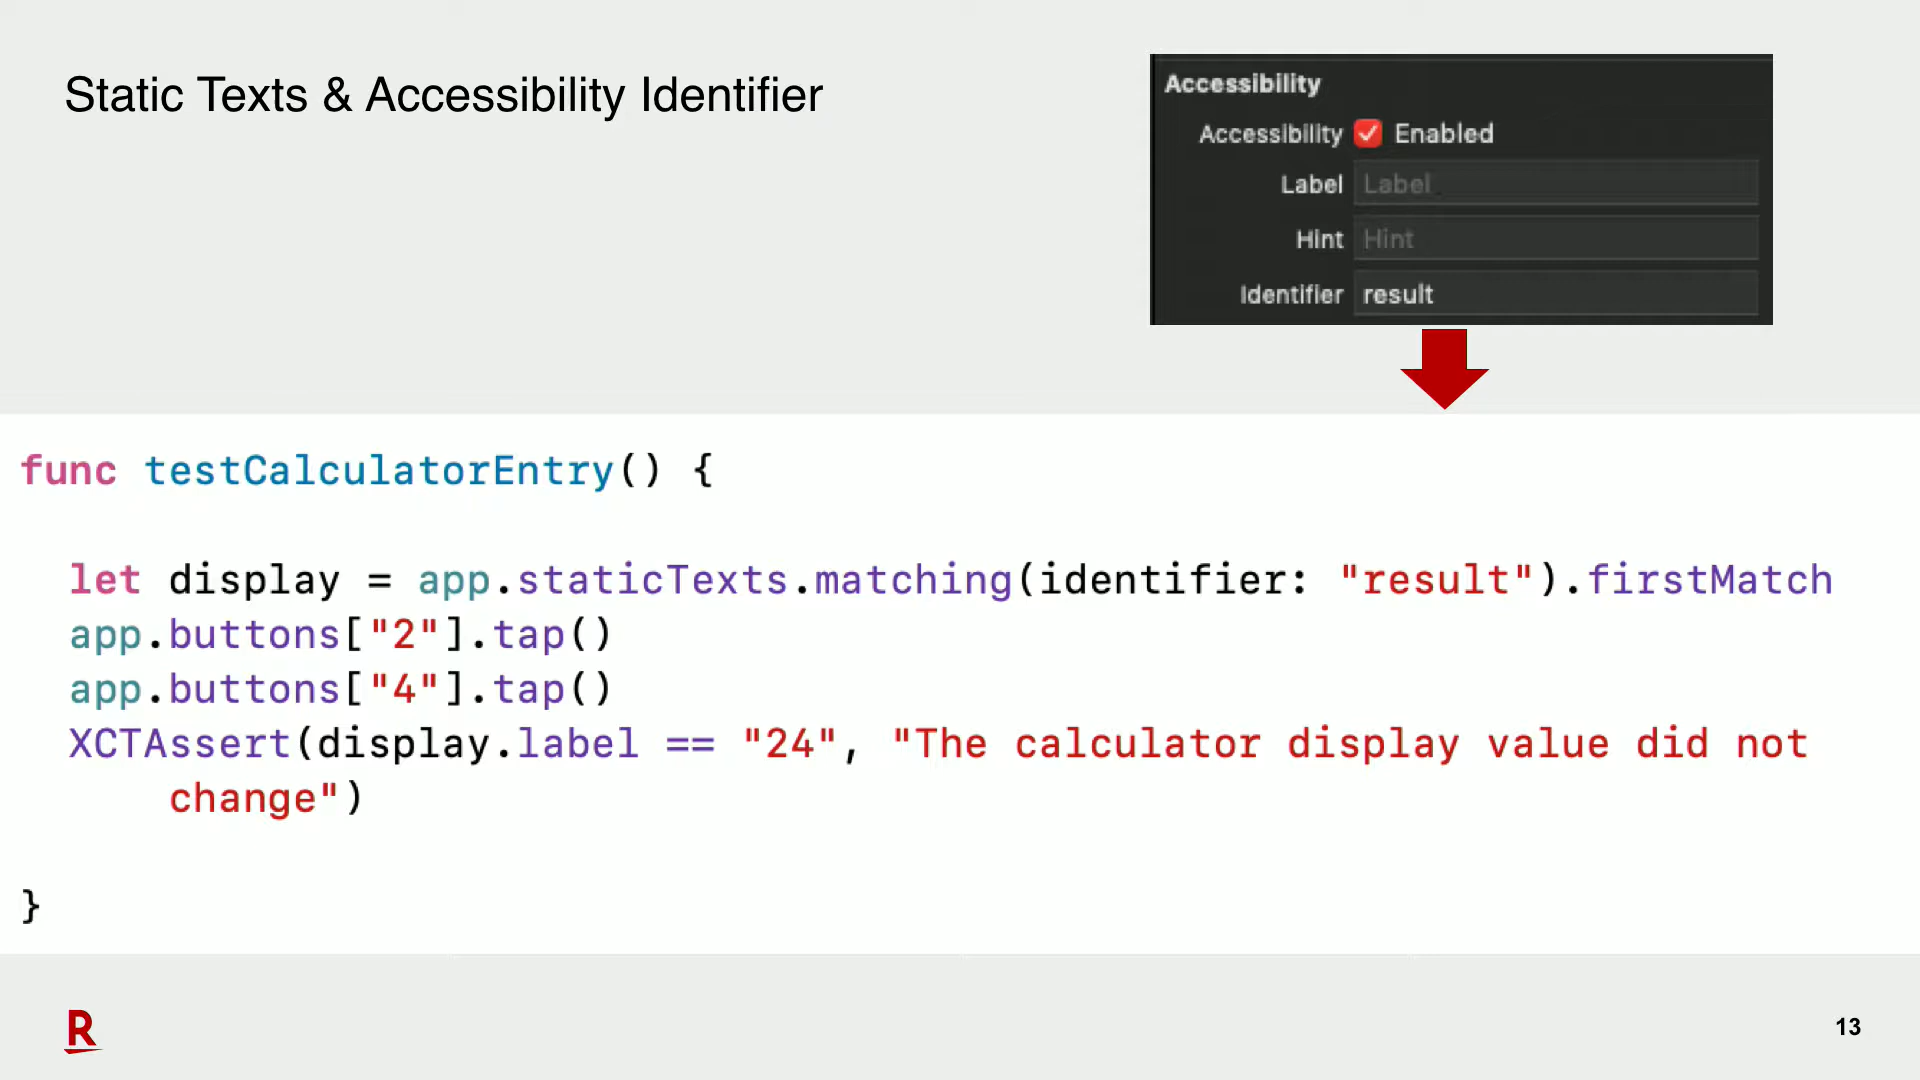 Static Texts & Accessibility Identifier
Accessibility
Accessibility Enabled
Label Label
Hint Hint
Identifier result
func testCalculatorEntry() {
let display = app.staticTexts.matching(identifier: "result").firstMatch
app.buttons["2"].tap()
app.buttons["4"].tap()
XCTAssert(display.label == "24", "The calculator display value did not
change")
}
R
13